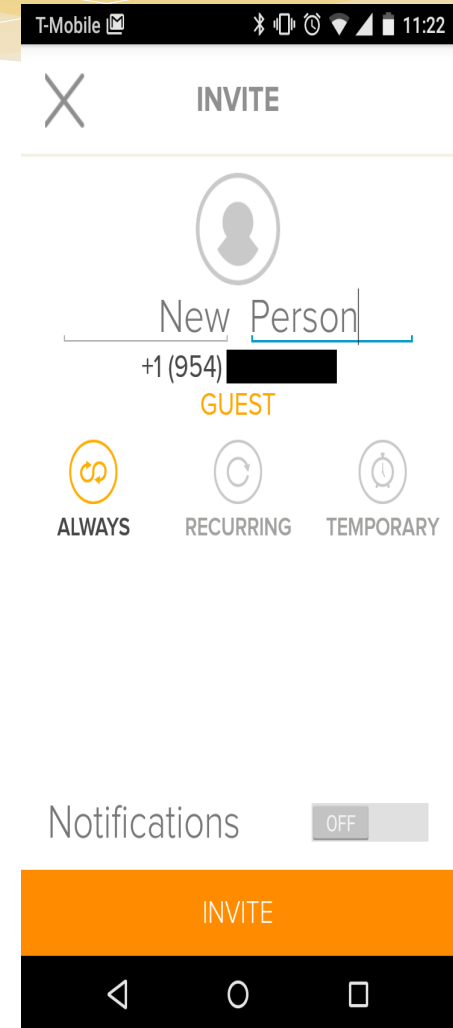 T-Mobile 11:22
INVITE
New Person
+1 (954)
GUEST
ALWAYS RECURRING TEMPORARY
Notifications OFF
INVITE